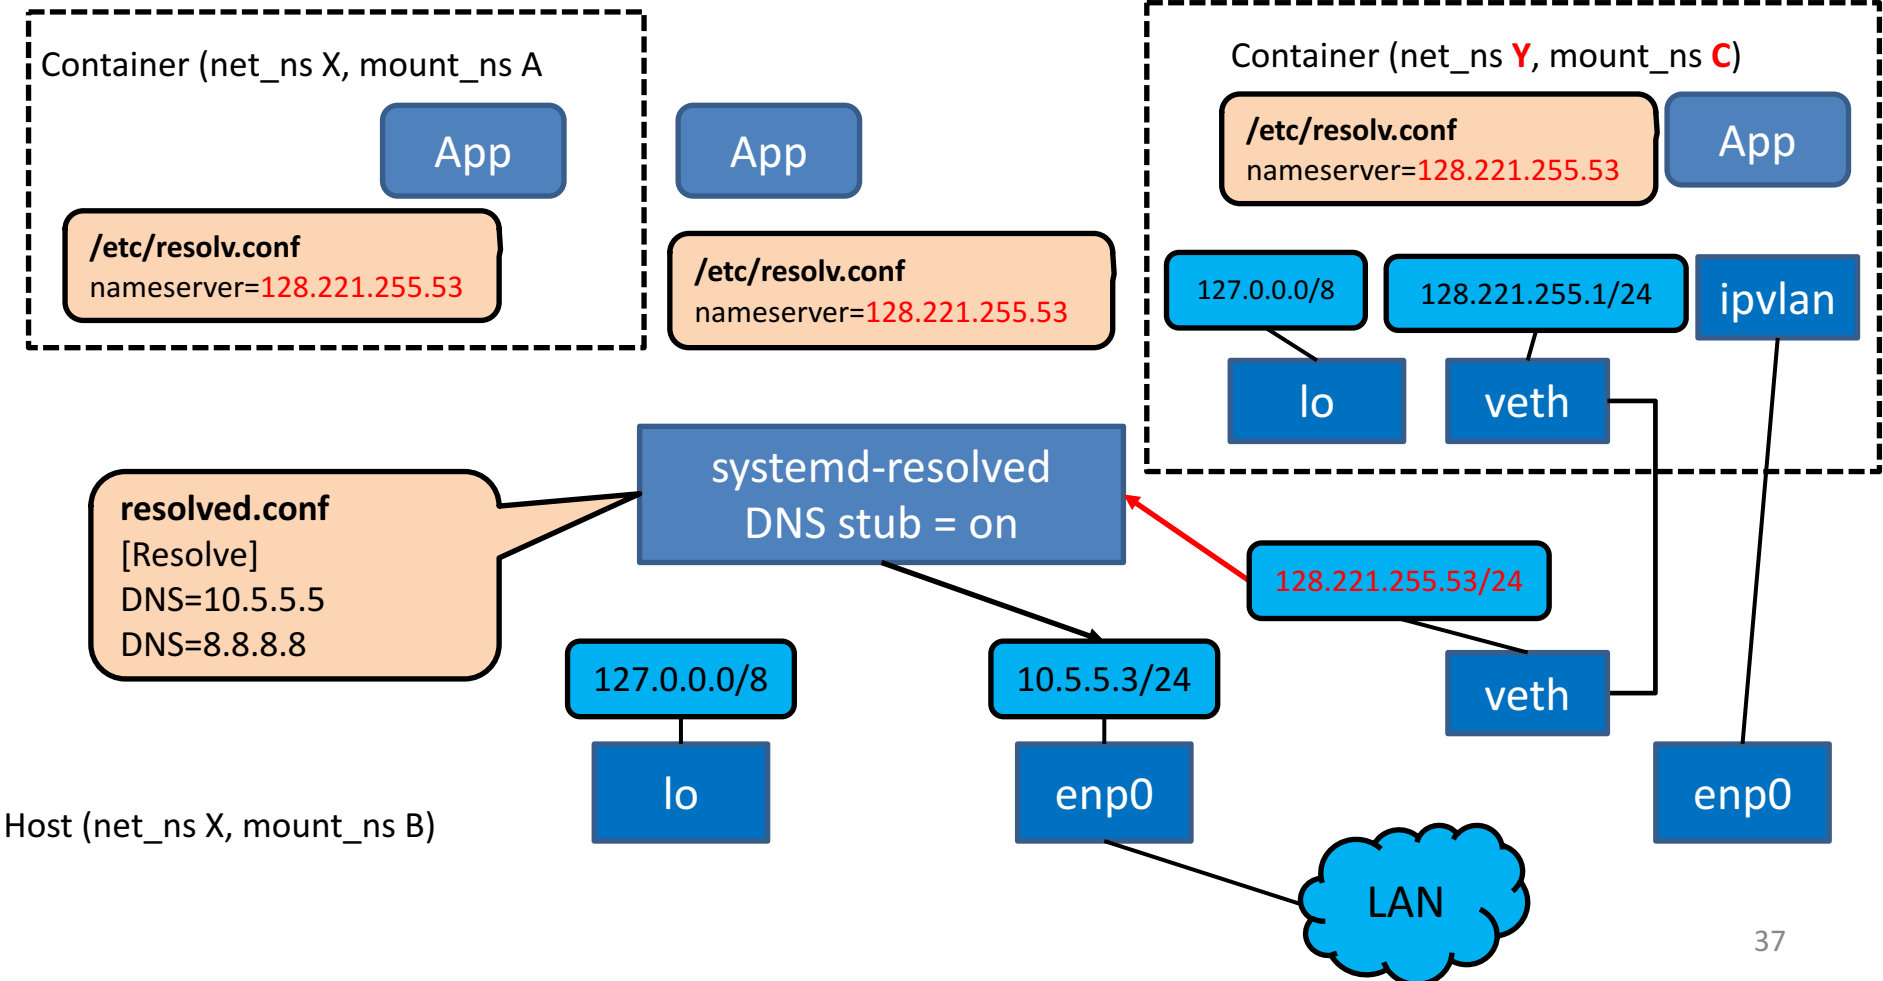 Container (net_ns X, mount_ns A
App
/etc/resolv.conf
nameserver=128.221.255.53
App
/etc/resolv.conf
nameserver=128.221.255.53
Container (net_ns Y, mount_ns C)
/etc/resolv.conf
nameserver=128.221.255.53
App
127.0.0.0/8
128.221.255.1/24
ipvlan
lo
veth
systemd-resolved
DNS stub = on
resolved.conf
[Resolve]
DNS=10.5.5.5
DNS=8.8.8.8
128.221.255.53/24
127.0.0.0/8
10.5.5.3/24
veth
lo
enp0
enp0
Host (net_ns X, mount_ns B)
LAN
37